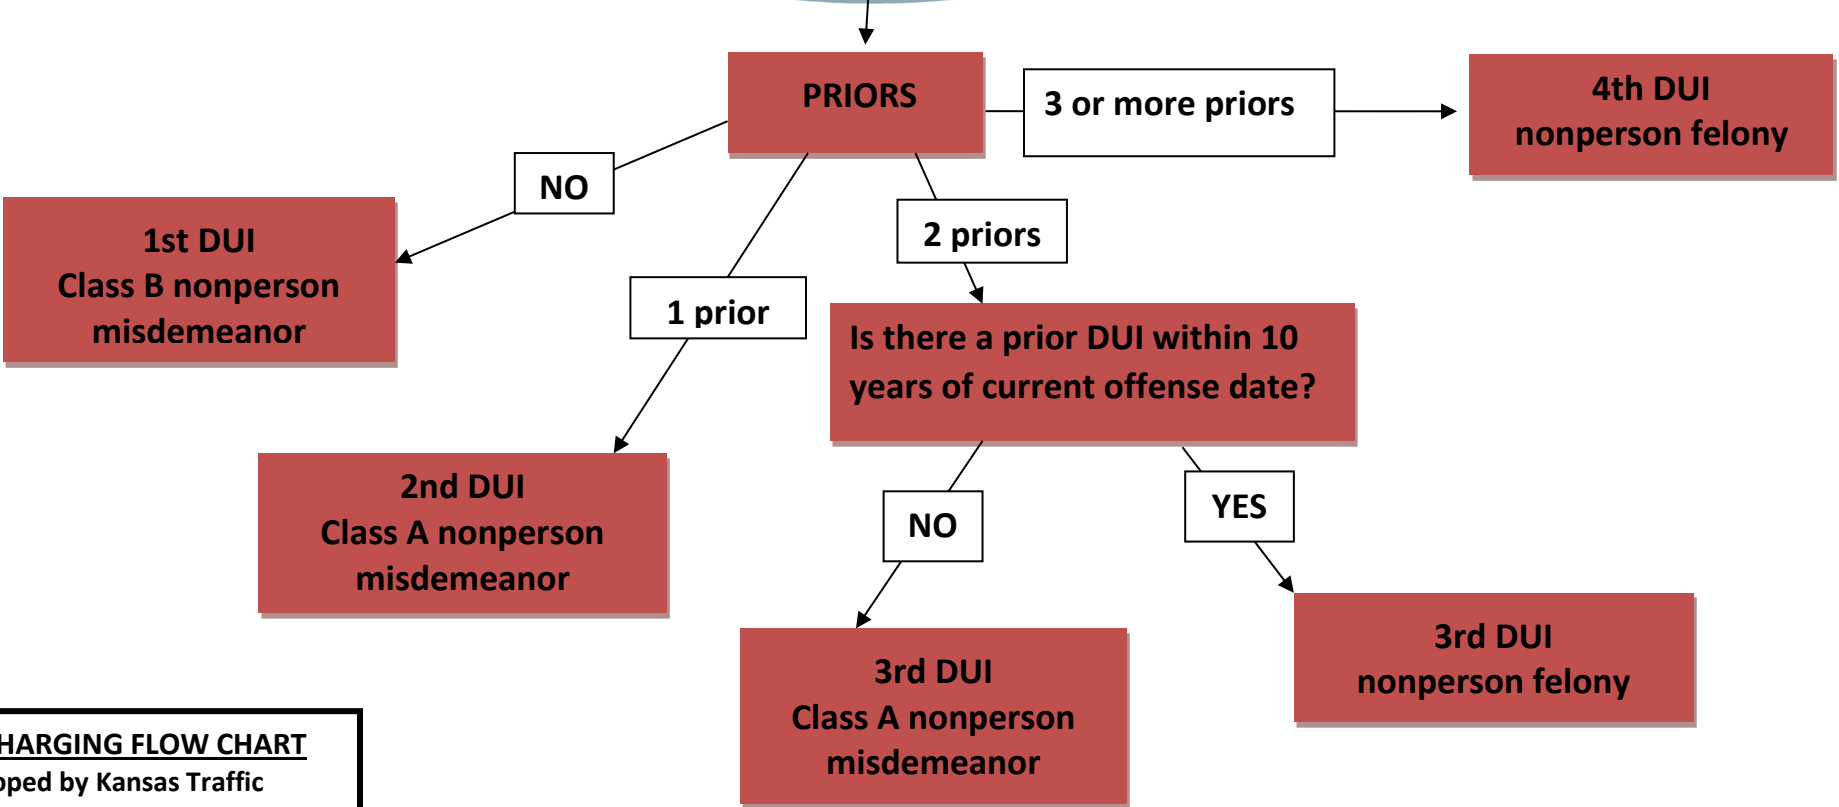 PRIORS
3 or more priors
4th DUI
nonperson felony
NO
1st DUI
Class B nonperson
misdemeanor
2 priors
1 prior
Is there a prior DUI within 10
years of current offense date?
2nd DUI
Class A nonperson
misdemeanor
NO
YES
3rd DUI
Class A nonperson
misdemeanor
3rd DUI
nonperson felony
HARGING FLOW CHART
ped by Kansas Traffic